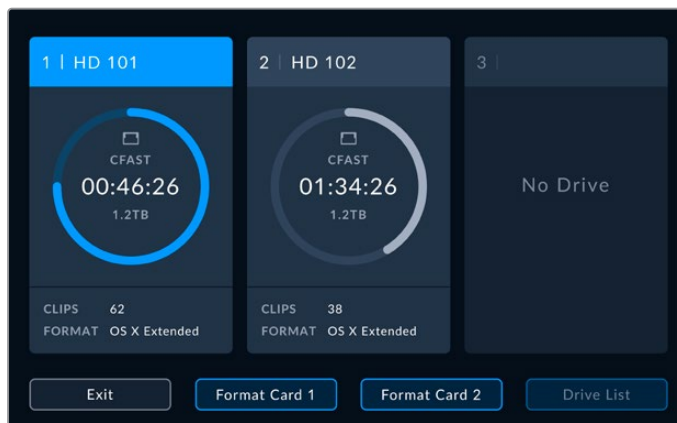 1 | HD 101
CFAST
00:46:26
1.2TB
CLIPS 62
FORMAT OS X Extended
2 | HD 102
CFAST
01:34:26
1.2TB
CLIPS 38
FORMAT OS X Extended
3 |
No Drive
Exit
Format Card 1
Format Card 2
Drive List